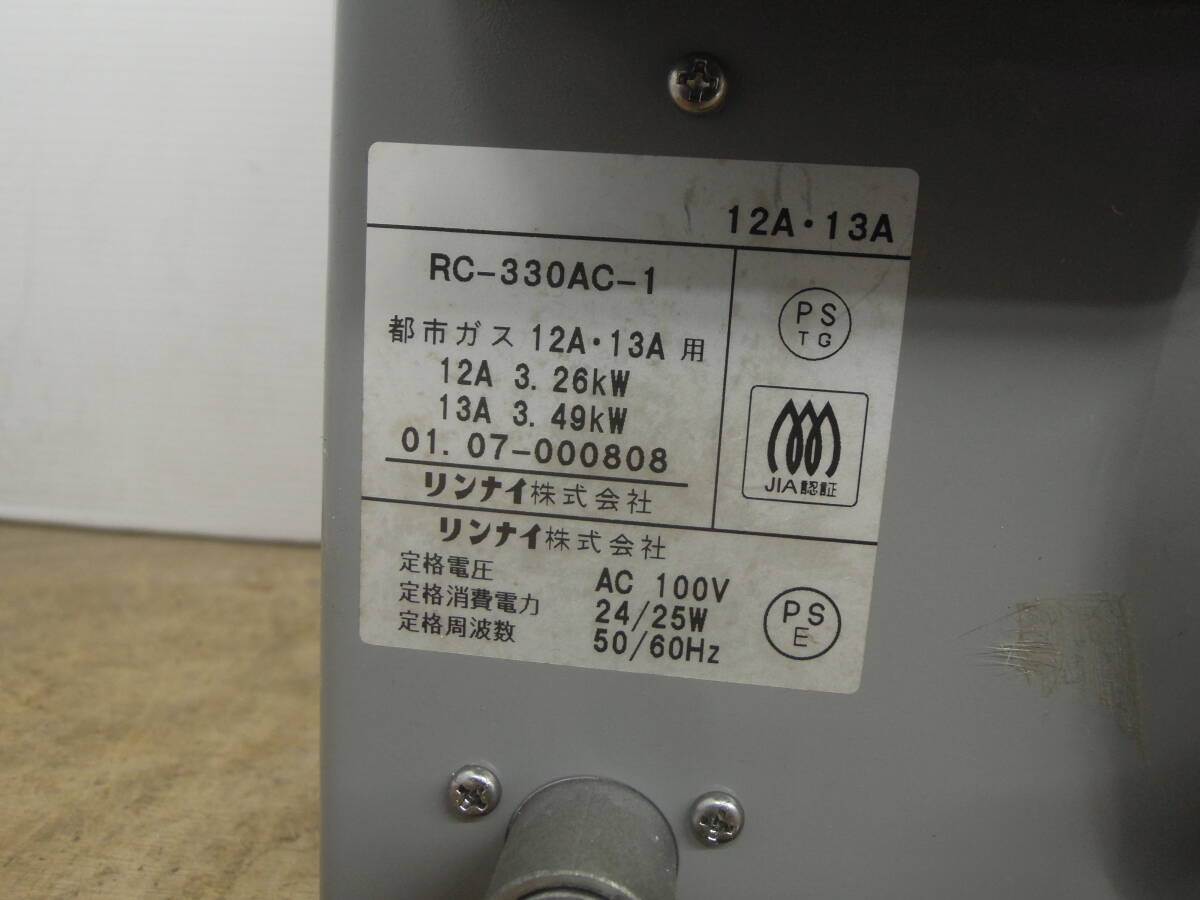 12A・13A
RC-330AC-1
都市ガス 12A・13A 用
12A 3. 26kW
13A 3. 49kW
01. 07-000808
リンナイ株式会社
PS
TG
JIA認証
リンナイ株式会社
定格電圧 AC 100V
定格消費電力 24/25W
定格周波数 50/60Hz
PS
E